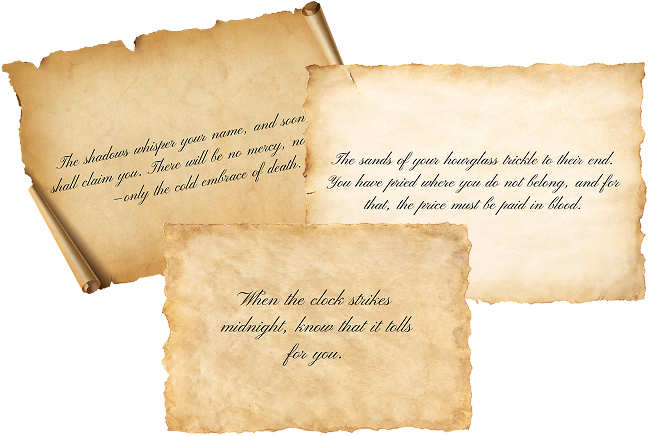 The shadows whisper your name, and soon
shall claim you. There will be no mercy, no
–only the cold embrace of death.
The sands of your hourglass trickle to their end.
You have pried where you do not belong, and for
that, the price must be paid in blood.
When the clock strikes
midnight, know that it tolls
for you.